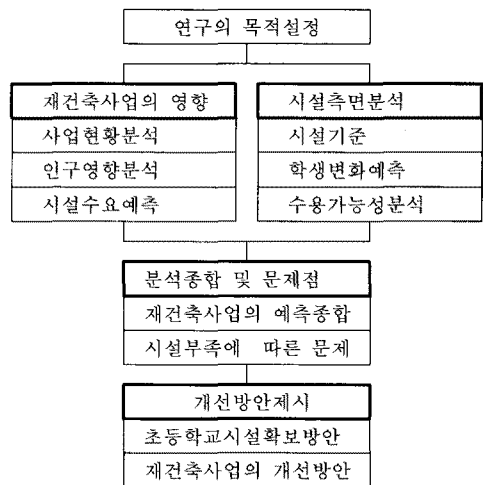 연구의 목적설정
재건축사업의 영향
사업현황분석
인구영향분석
시설수요예측
시설측면분석
시설기준
학생변화예측
수용가능성분석
분석종합 및 문제점
재건축사업의 예측종합
시설부족에 따른 문제
개선방안제시
초등학교시설확보방안
재건축사업의 개선방안